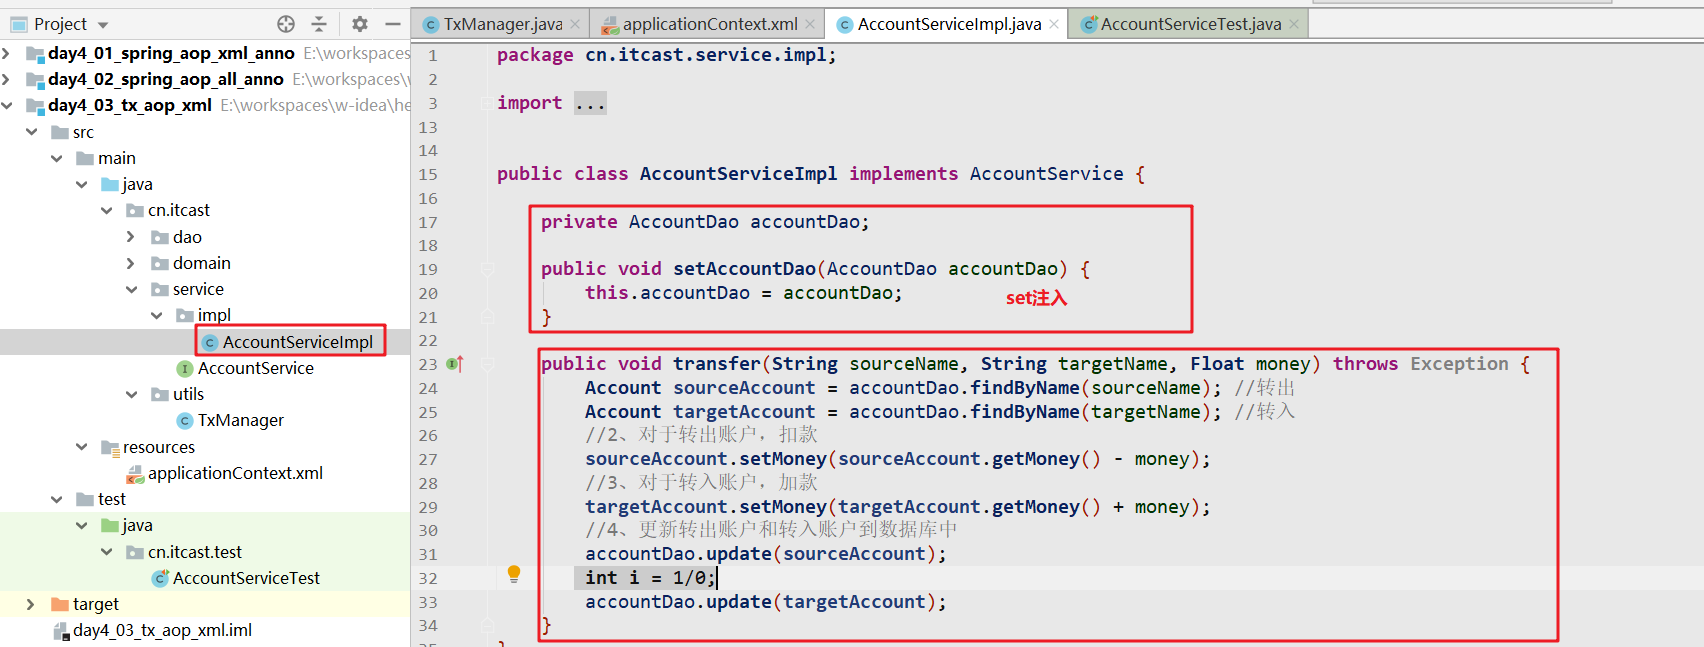 Project
TxManager.java
applicationContext.xml
AccountServiceImpl.java
AccountServiceTest.java
day4_01_spring_aop_xml_anno E:\workspaces
day4_02_spring_aop_all_anno E:\workspaces\
day4_03_tx_aop_xml E:\workspaces\w-idea\he
src
main
java
cn.itcast
dao
domain
service
impl
AccountServiceImpl
AccountService
utils
TxManager
resources
applicationContext.xml
test
java
cn.itcast.test
AccountServiceTest
target
day4_03_tx_aop_xml.iml
1 package cn.itcast.service.impl;
2
3 import ...
13
14
15 public class AccountServiceImpl implements AccountService {
16
17 private AccountDao accountDao;
18
19 public void setAccountDao(AccountDao accountDao) {
20 this.accountDao = accountDao; set注入
21 }
22
23 public void transfer(String sourceName, String targetName, Float money) throws Exception {
24 Account sourceAccount = accountDao.findByName(sourceName); //转出
25 Account targetAccount = accountDao.findByName(targetName); //转入
26 //2、对于转出账户，扣款
27 sourceAccount.setMoney(sourceAccount.getMoney() - money);
28 //3、对于转入账户，加款
29 targetAccount.setMoney(targetAccount.getMoney() + money);
30 //4、更新转出账户和转入账户到数据库中
31 accountDao.update(sourceAccount);
32 int i = 1/0;
33 accountDao.update(targetAccount);
34 }